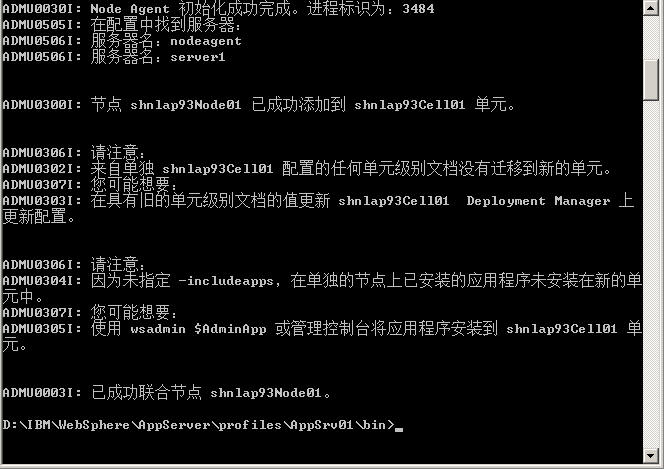 ADMU0030I: Node Agent 初始化成功完成。进程标识为: 3484
ADMU0505I: 在配置中找到服务器:
ADMU0506I: 服务器名: nodeagent
ADMU0506I: 服务器名: server1
ADMU0300I: 节点 shnlap93Node01 已成功添加到 shnlap93Cell01 单元。
ADMU0306I: 请注意:
ADMU0302I: 来自单独 shnlap93Cell01 配置的任何单元级别文档没有迁移到新的单元。
ADMU0307I: 您可能想要:
ADMU0303I: 在具有旧的单元级别文档的值更新 shnlap93Cell01  Deployment Manager 上
更新配置。
ADMU0306I: 请注意:
ADMU0304I: 因为未指定 -includeapps, 在单独的节点上已安装的应用程序未安装在新的单
元中。
ADMU0307I: 您可能想要:
ADMU0305I: 使用 wsadmin $AdminApp 或管理控制台将应用程序安装到 shnlap93Cell01 单
元。
ADMU0003I: 已成功联合节点 shnlap93Node01。
D:\IBM\WebSphere\AppServer\profiles\AppSrv01\bin>_